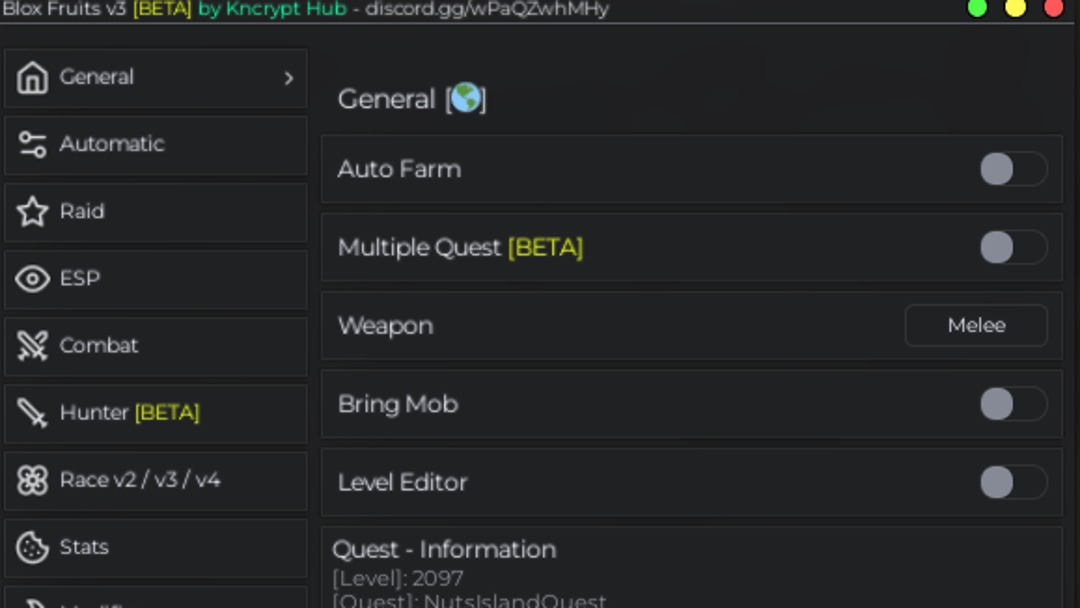 Blox Fruits v3 [BETA] by Kncrypt Hub - discord.gg/wPaQZwhMHy
General
Automatic
Raid
ESP
Combat
Hunter [BETA]
Race v2 / v3 / v4
Stats
General [🌎]
Auto Farm
Multiple Quest [BETA]
Weapon Melee
Bring Mob
Level Editor
Quest - Information
[Level]: 2097
[Quest]: NutsIslandQuest